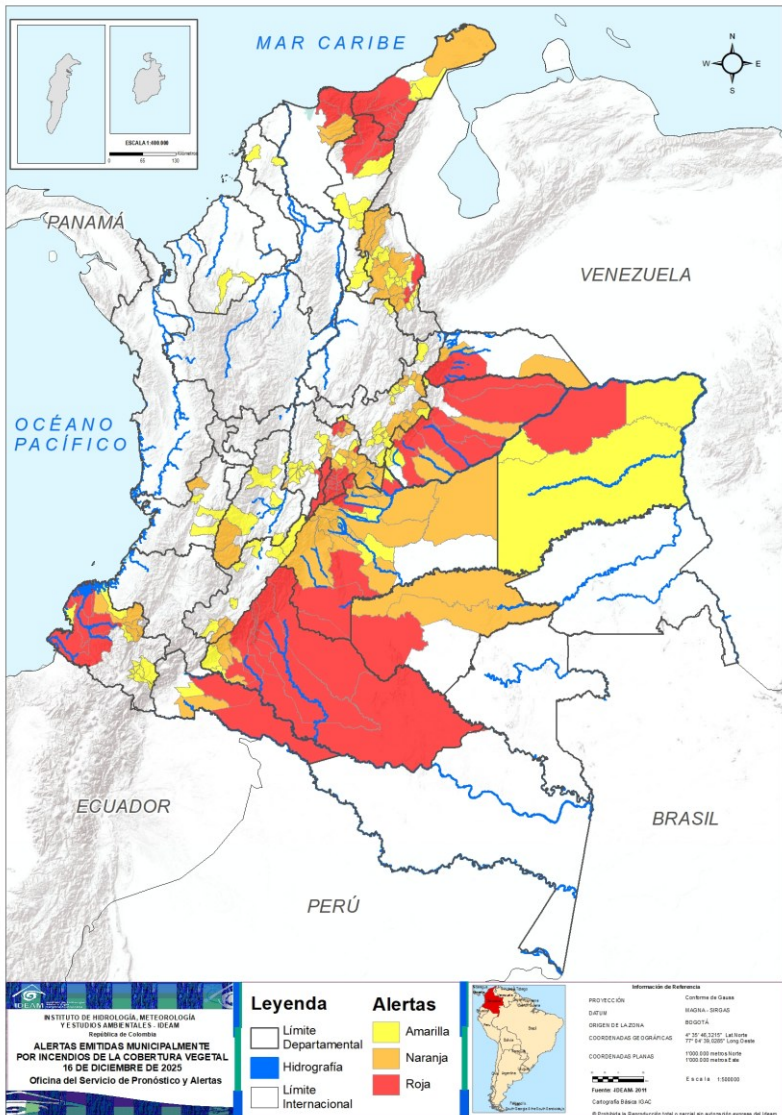 MAR CARIBE
N
W
E
S
ESCALA 1:400.000
PANAMÁ
VENEZUELA
OCÉANO
PACÍFICO
ECUADOR
BRASIL
PERÚ
IDEAM
INSTITUTO DE HIDROLOGÍA, METEOROLOGÍA
Y ESTUDIOS AMBIENTALES - IDEAM
República de Colombia
ALERTAS EMITIDAS MUNICIPALMENTE
POR INCENDIOS DE LA COBERTURA VEGETAL
16 DE DICIEMBRE DE 2025
Oficina del Servicio de Pronóstico y Alertas
Leyenda
Límite
Departamental
Hidrografía
Límite
Internacional
Alertas
Amarilla
Naranja
Roja
Información de Referencia
PROYECCIÓN Conforme de Gauss
DATUM MAGNA - SIRGAS
ORIGEN DE LA ZONA BOGOTÁ
COORDENADAS GEOGRÁFICAS
COORDENADAS PLANAS 1'000.000 metros Norte
1'000.000 metros Este
Escala 1:500000
Fuente: IDEAM 2011
Cartografía Básica IGAC